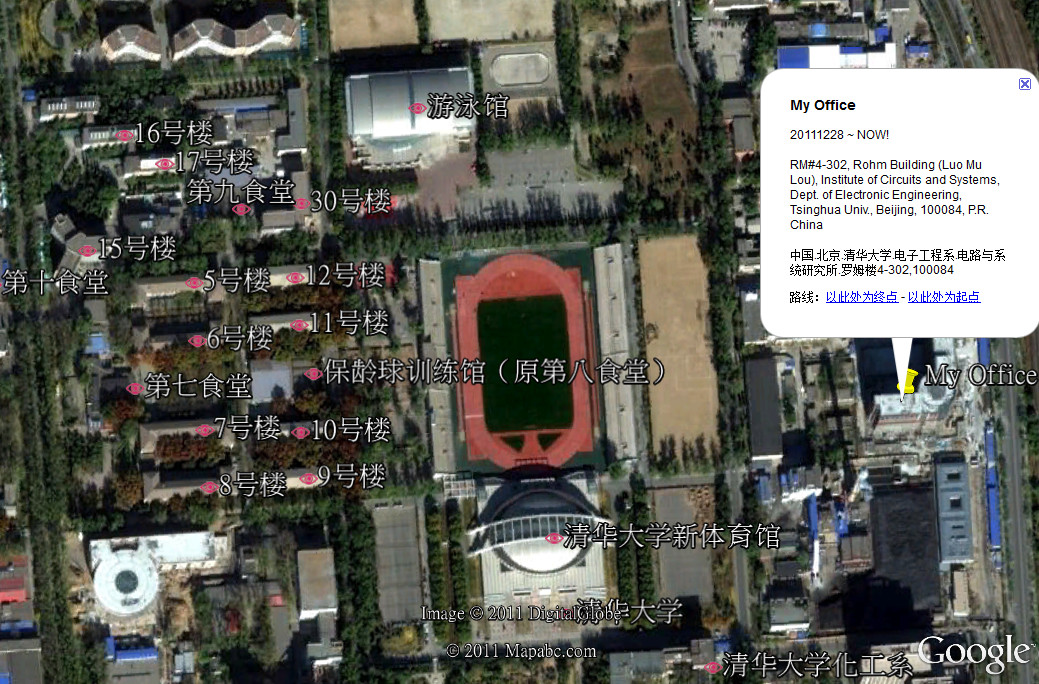 游泳馆
My Office
20111228 ~ NOW!
RM#4-302, Rohm Building (Luo Mu
Lou), Institute of Circuits and Systems,
Dept. of Electronic Engineering,
Tsinghua Univ., Beijing, 100084, P.R.
China
中国.北京.清华大学.电子工程系.电路与系
统研究所.罗姆楼4-302,100084
路线：以此处为终点 - 以此处为起点
16号楼
17号楼
第九食堂
30号楼
15号楼
第十食堂
5号楼
12号楼
11号楼
6号楼
保龄球训练馆（原第八食堂）
My Office
第七食堂
7号楼
10号楼
9号楼
8号楼
清华大学新体育馆
清华大学
Image © 2011 DigitalGlobe
© 2011 Mapabc.com
清华大学化工系
Google